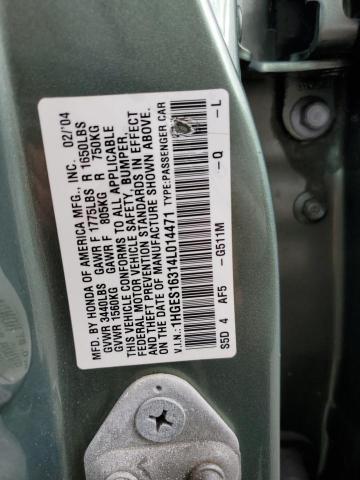 MFD. BY HONDA OF AMERICA MFG., INC. 02/'04
GVWR 3440LBS GAWR F 1775LBS R 1650LBS
GVWR 1560KG GAWR F 805KG R 750KG
THIS VEHICLE CONFORMS TO ALL APPLICABLE
FEDERAL MOTOR VEHICLE SAFETY, BUMPER,
AND THEFT PREVENTION STANDARDS IN EFFECT
ON THE DATE OF MANUFACTURE SHOWN ABOVE.
V.I.N.: 1HGES16314L014471 TYPE:PASSENGER CAR
S5D 4 AF5 -G511M -Q -L